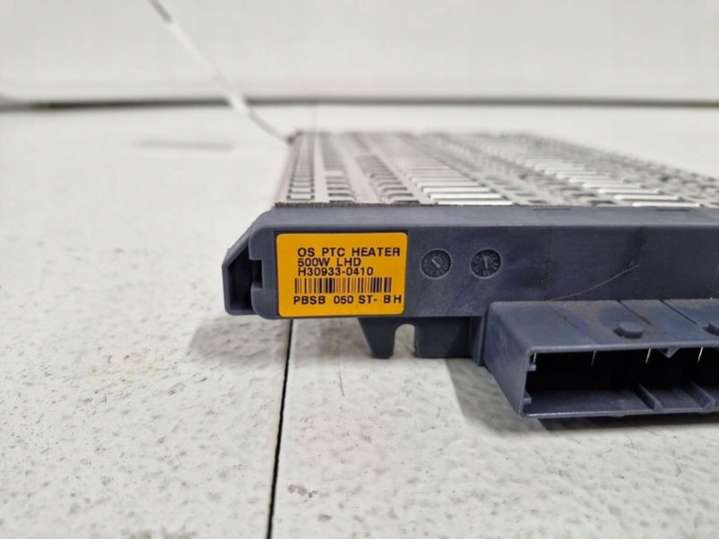 OS PTC HEATER
500W LHD
H30933-0410
PBSB 050 ST- BH